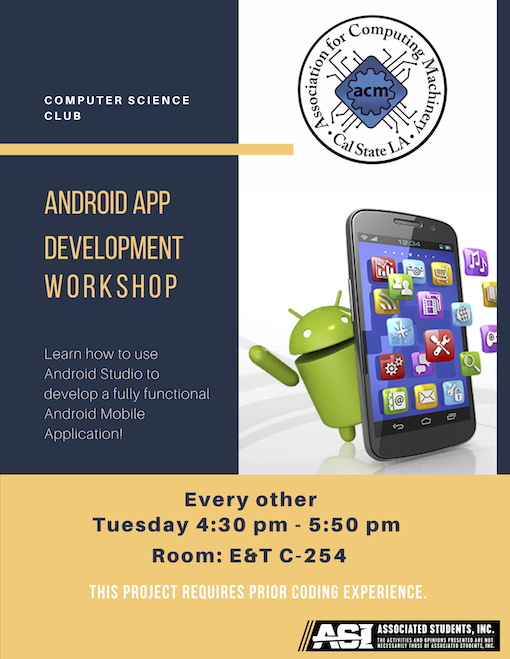 COMPUTER SCIENCE
CLUB
Association for Computing Machinery
acm
• Cal State LA •
ANDROID APP
DEVELOPMENT
WORKSHOP
12:34
Learn how to use
Android Studio to
develop a fully functional
Android Mobile
Application!
Every other
Tuesday 4:30 pm - 5:50 pm
Room: E&T C-254
THIS PROJECT REQUIRES PRIOR CODING EXPERIENCE.
ASI
ASSOCIATED STUDENTS, INC.
THE ACTIVITIES AND OPINIONS PRESENTED ARE NOT
NECESSARILY THOSE OF ASSOCIATED STUDENTS, INC.